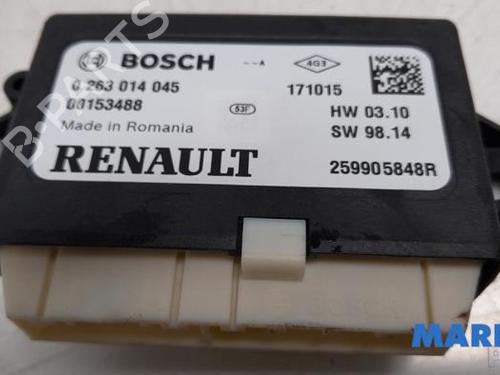 BOSCH --A 4G3
0 263 014 045 171015
00153488 53F HW 03.10
Made in Romania SW 98.14
RENAULT 259905848R
B-PARTS
MARE